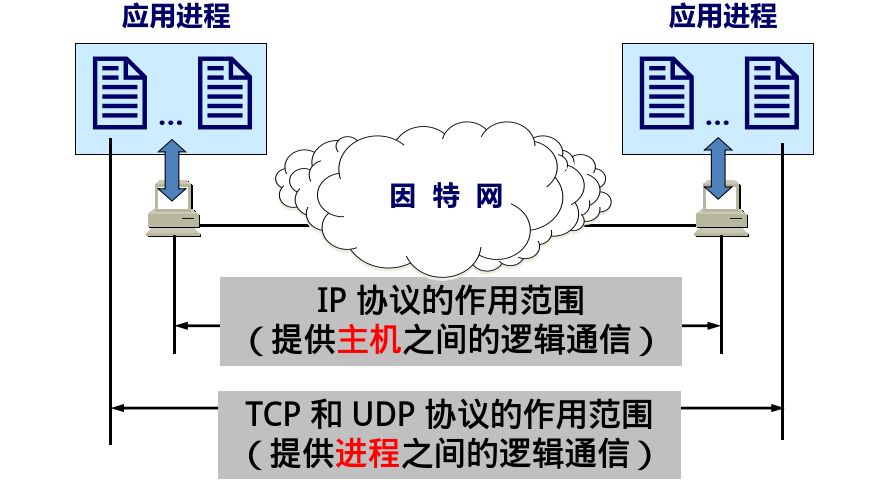 应用进程
应用进程
...
...
因特网
IP 协议的作用范围
（提供主机之间的逻辑通信）
TCP 和 UDP 协议的作用范围
（提供进程之间的逻辑通信）